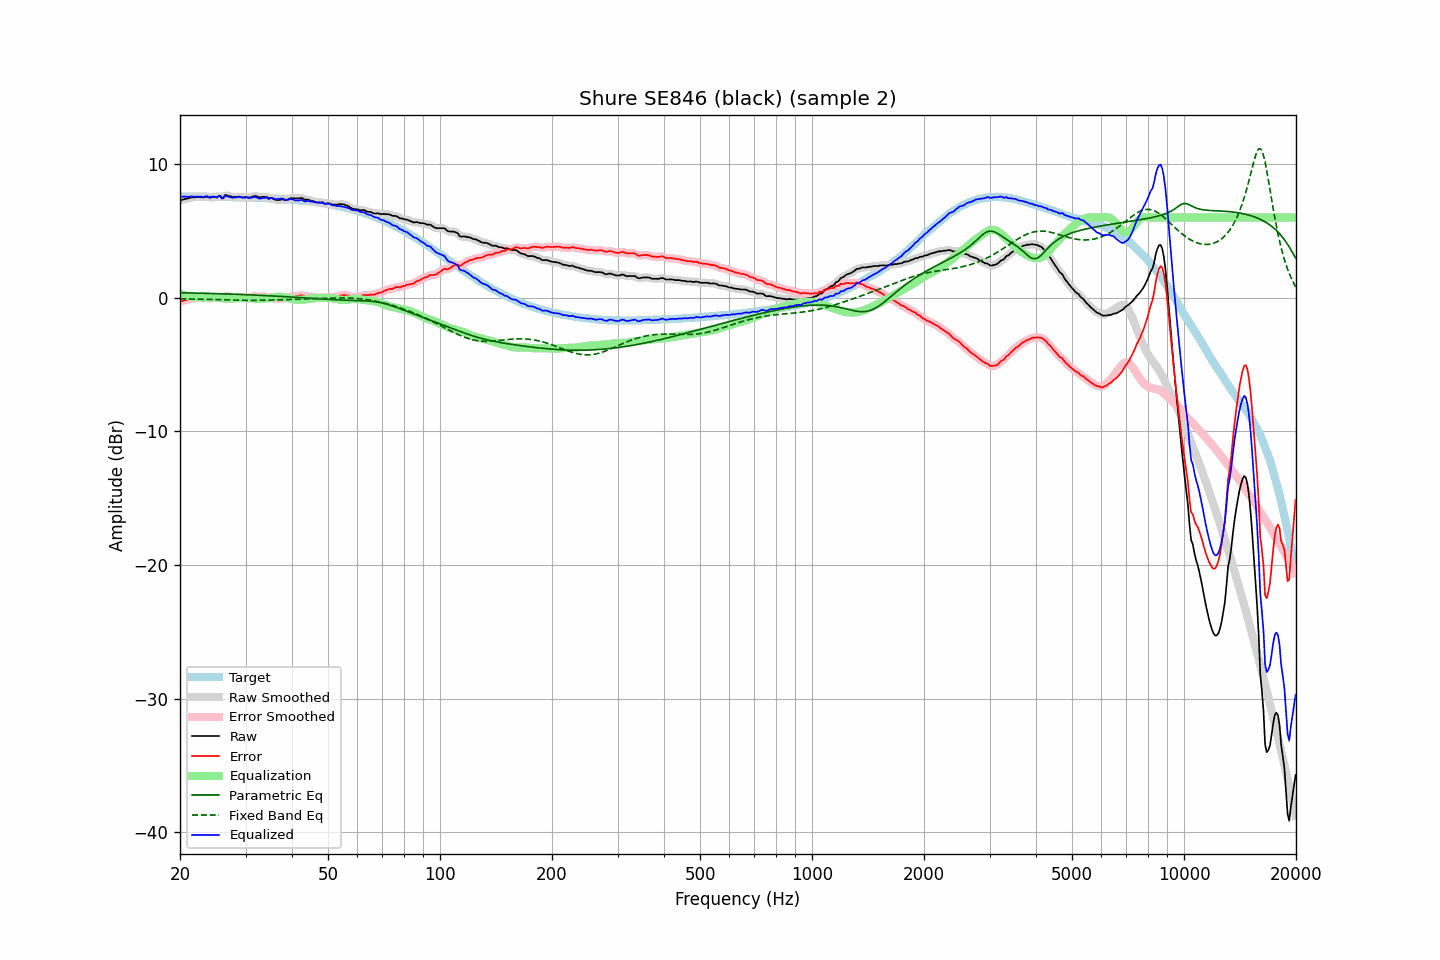 Shure SE846 (black) (sample 2)
10
0
−10
−20
−30
−40
Amplitude (dBr)
Target
Raw Smoothed
Error Smoothed
Raw
Error
Equalization
Parametric Eq
Fixed Band Eq
Equalized
20
50
100
200
500
1000
2000
5000
10000
20000
Frequency (Hz)